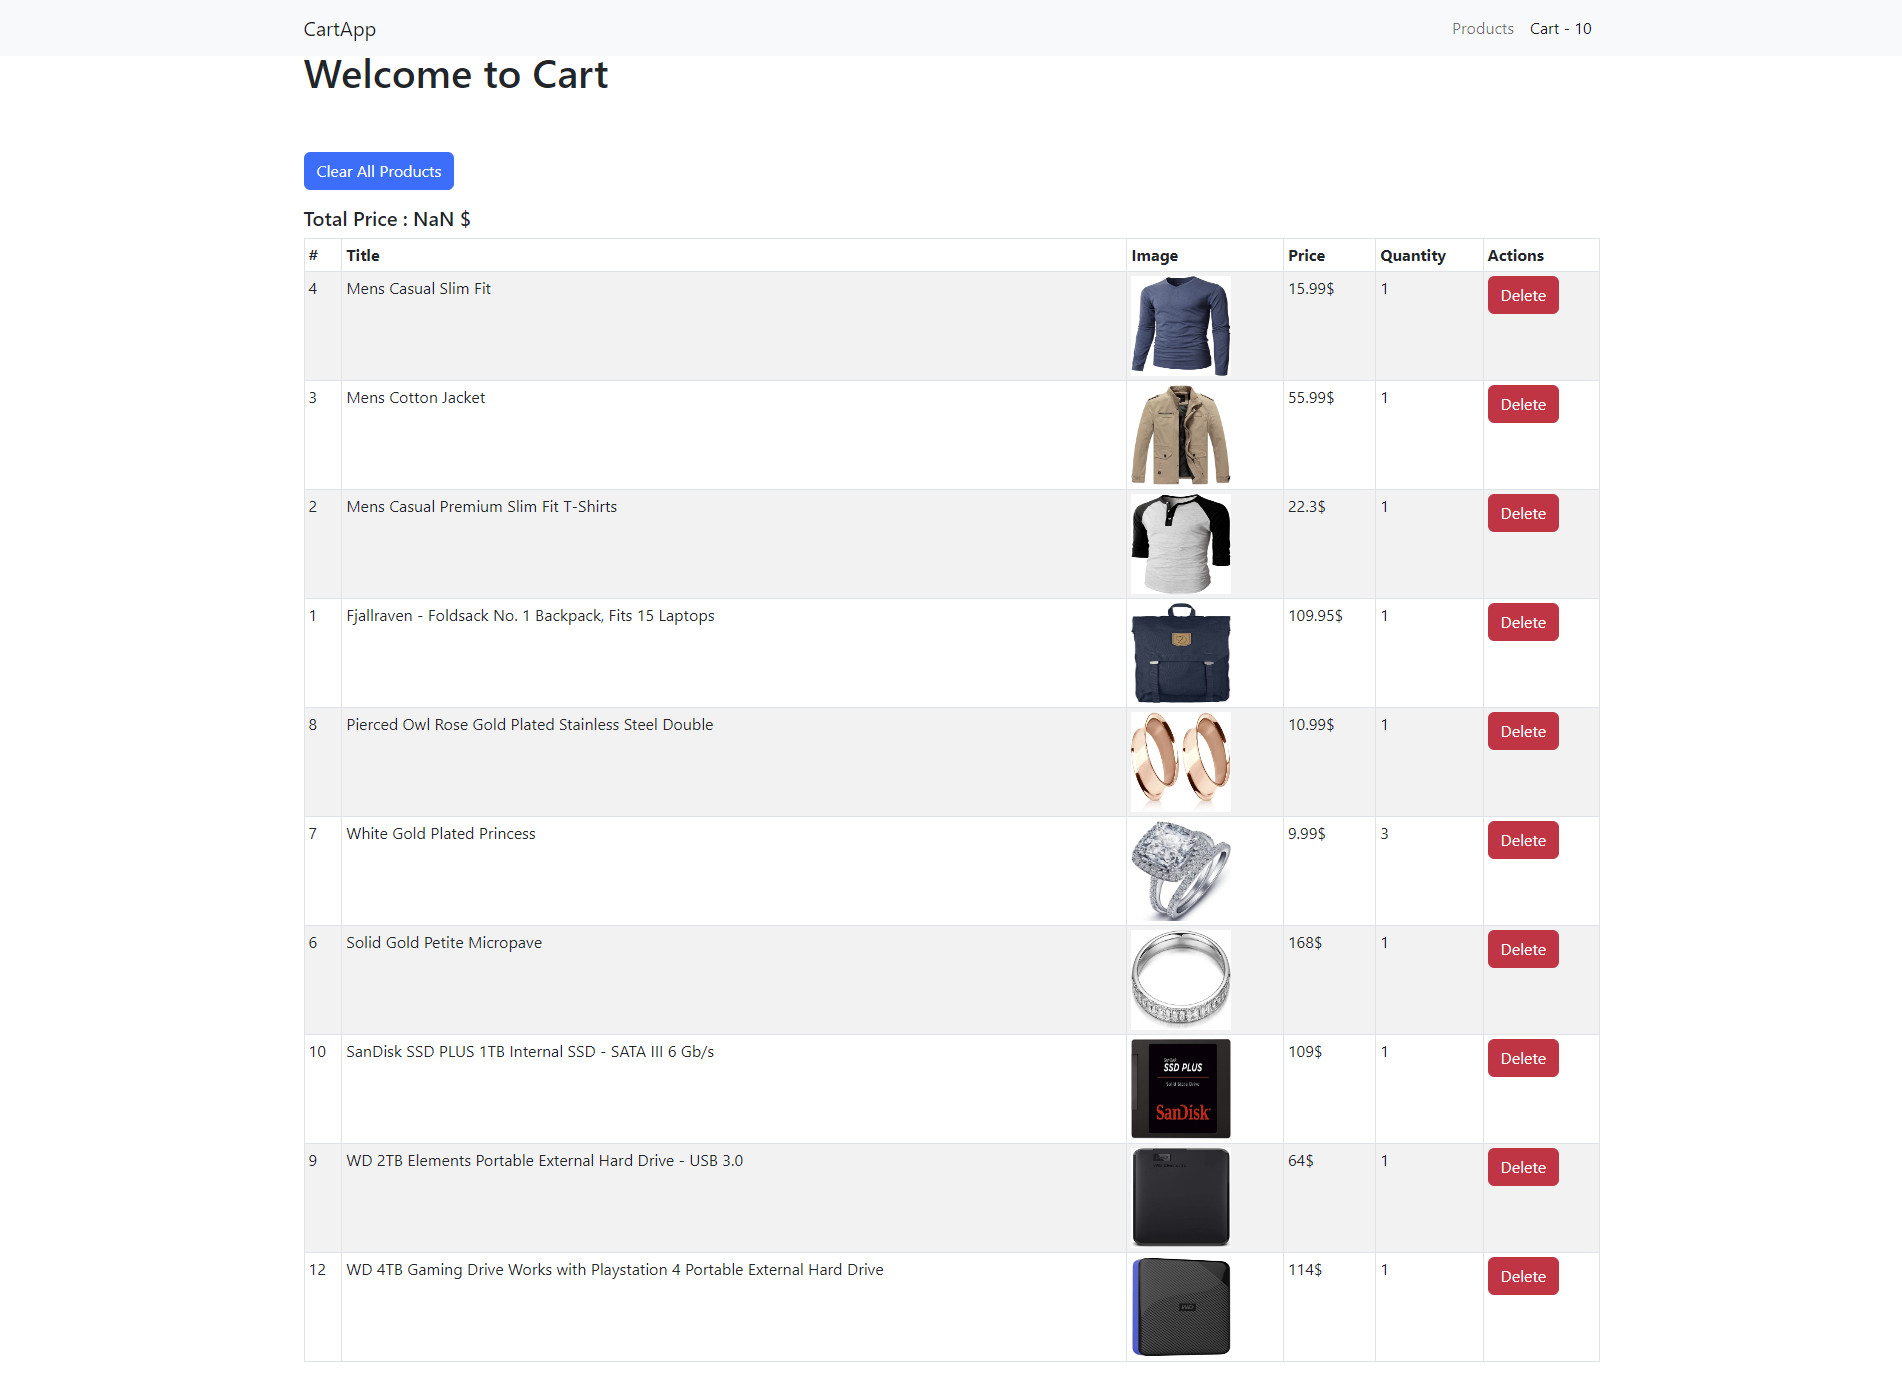 CartApp Products Cart - 10
Welcome to Cart
Clear All Products
Total Price : NaN $
# Title Image Price Quantity Actions
4 Mens Casual Slim Fit 15.99$ 1 Delete
3 Mens Cotton Jacket 55.99$ 1 Delete
2 Mens Casual Premium Slim Fit T-Shirts 22.3$ 1 Delete
1 Fjallraven - Foldsack No. 1 Backpack, Fits 15 Laptops 109.95$ 1 Delete
8 Pierced Owl Rose Gold Plated Stainless Steel Double 10.99$ 1 Delete
7 White Gold Plated Princess 9.99$ 3 Delete
6 Solid Gold Petite Micropave 168$ 1 Delete
10 SanDisk SSD PLUS 1TB Internal SSD - SATA III 6 Gb/s 109$ 1 Delete
SanDisk
SSD PLUS
Solid State Drive
SanDisk
9 WD 2TB Elements Portable External Hard Drive - USB 3.0 64$ 1 Delete
12 WD 4TB Gaming Drive Works with Playstation 4 Portable External Hard Drive 114$ 1 Delete
WD